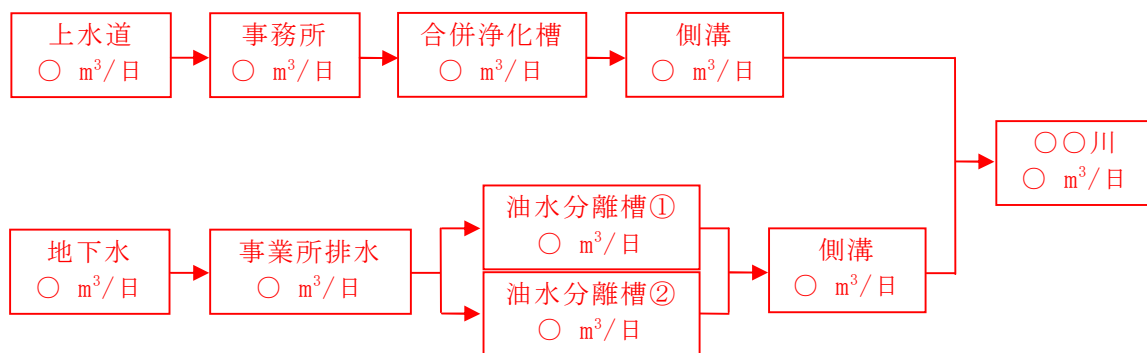 上水道
○ m³/日
事務所
○ m³/日
合併浄化槽
○ m³/日
側溝
○ m³/日
○○川
○ m³/日
地下水
○ m³/日
事業所排水
○ m³/日
油水分離槽①
○ m³/日
油水分離槽②
○ m³/日
側溝
○ m³/日